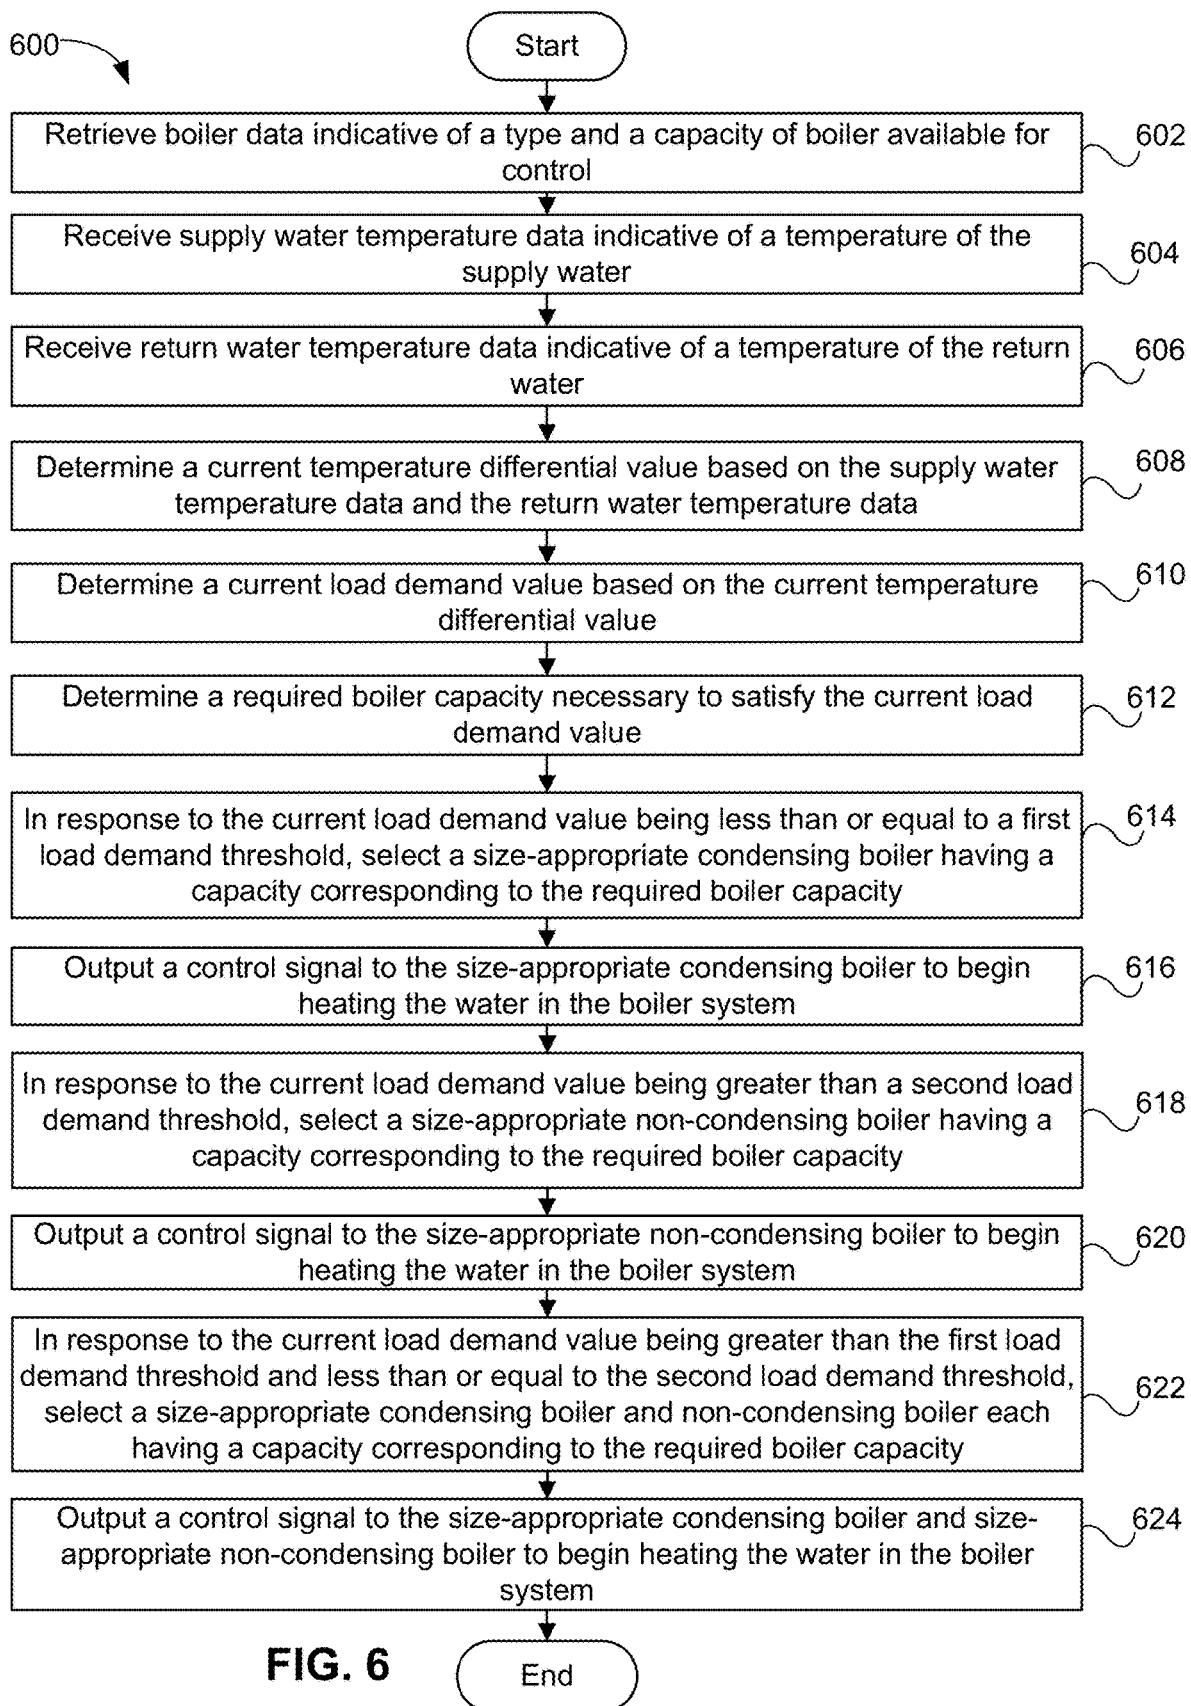 600
Start
Retrieve boiler data indicative of a type and a capacity of boiler available for
control
602
Receive supply water temperature data indicative of a temperature of the
supply water
604
Receive return water temperature data indicative of a temperature of the return
water
606
Determine a current temperature differential value based on the supply water
temperature data and the return water temperature data
608
Determine a current load demand value based on the current temperature
differential value
610
Determine a required boiler capacity necessary to satisfy the current load
demand value
612
In response to the current load demand value being less than or equal to a first
load demand threshold, select a size-appropriate condensing boiler having a
capacity corresponding to the required boiler capacity
614
Output a control signal to the size-appropriate condensing boiler to begin
heating the water in the boiler system
616
In response to the current load demand value being greater than a second load
demand threshold, select a size-appropriate non-condensing boiler having a
capacity corresponding to the required boiler capacity
618
Output a control signal to the size-appropriate non-condensing boiler to begin
heating the water in the boiler system
620
In response to the current load demand value being greater than the first load
demand threshold and less than or equal to the second load demand threshold,
select a size-appropriate condensing boiler and non-condensing boiler each
having a capacity corresponding to the required boiler capacity
622
Output a control signal to the size-appropriate condensing boiler and size-
appropriate non-condensing boiler to begin heating the water in the boiler
system
624
FIG. 6
End